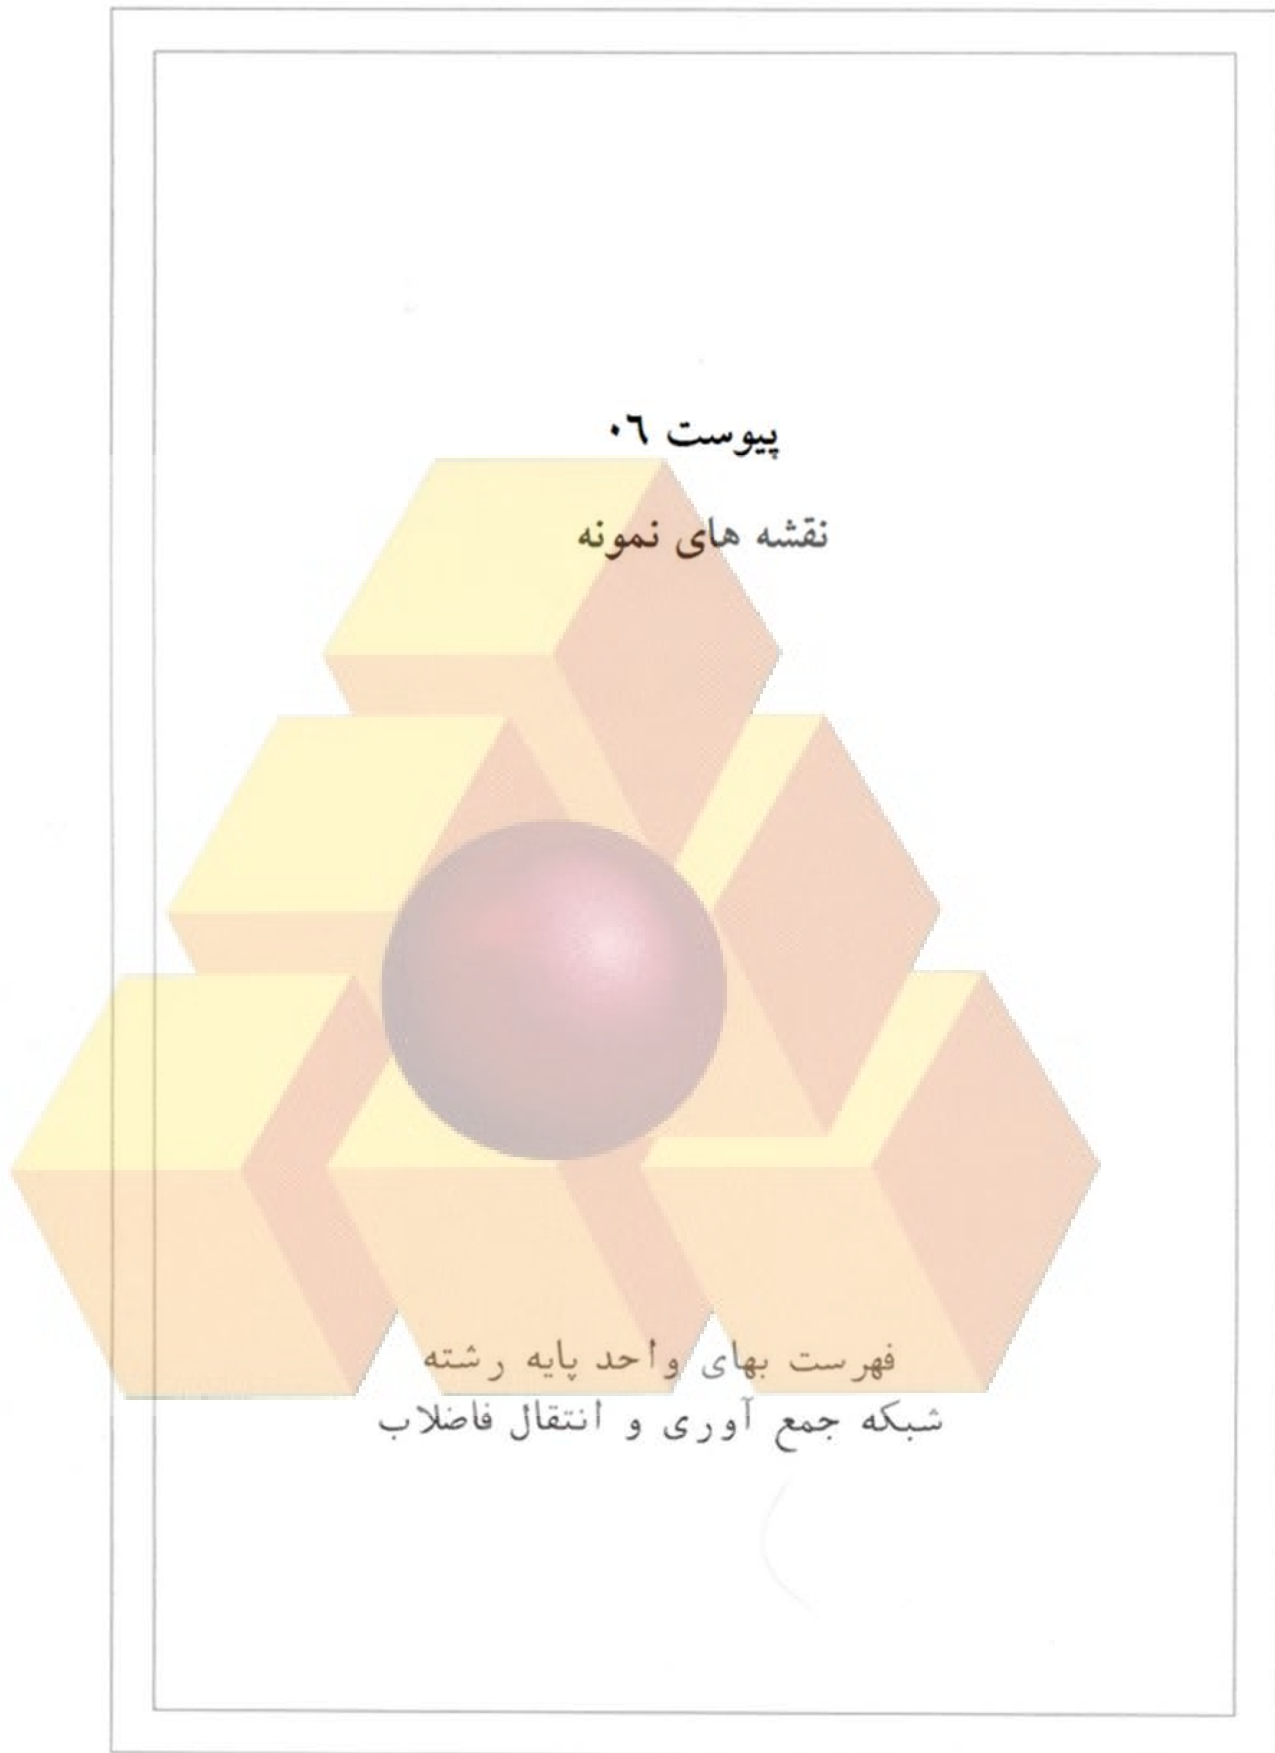 پیوست ۰۶
نقشه های نمونه
فهرست بهای واحد پایه رشته
شبکه جمع آوری و انتقال فاضلاب